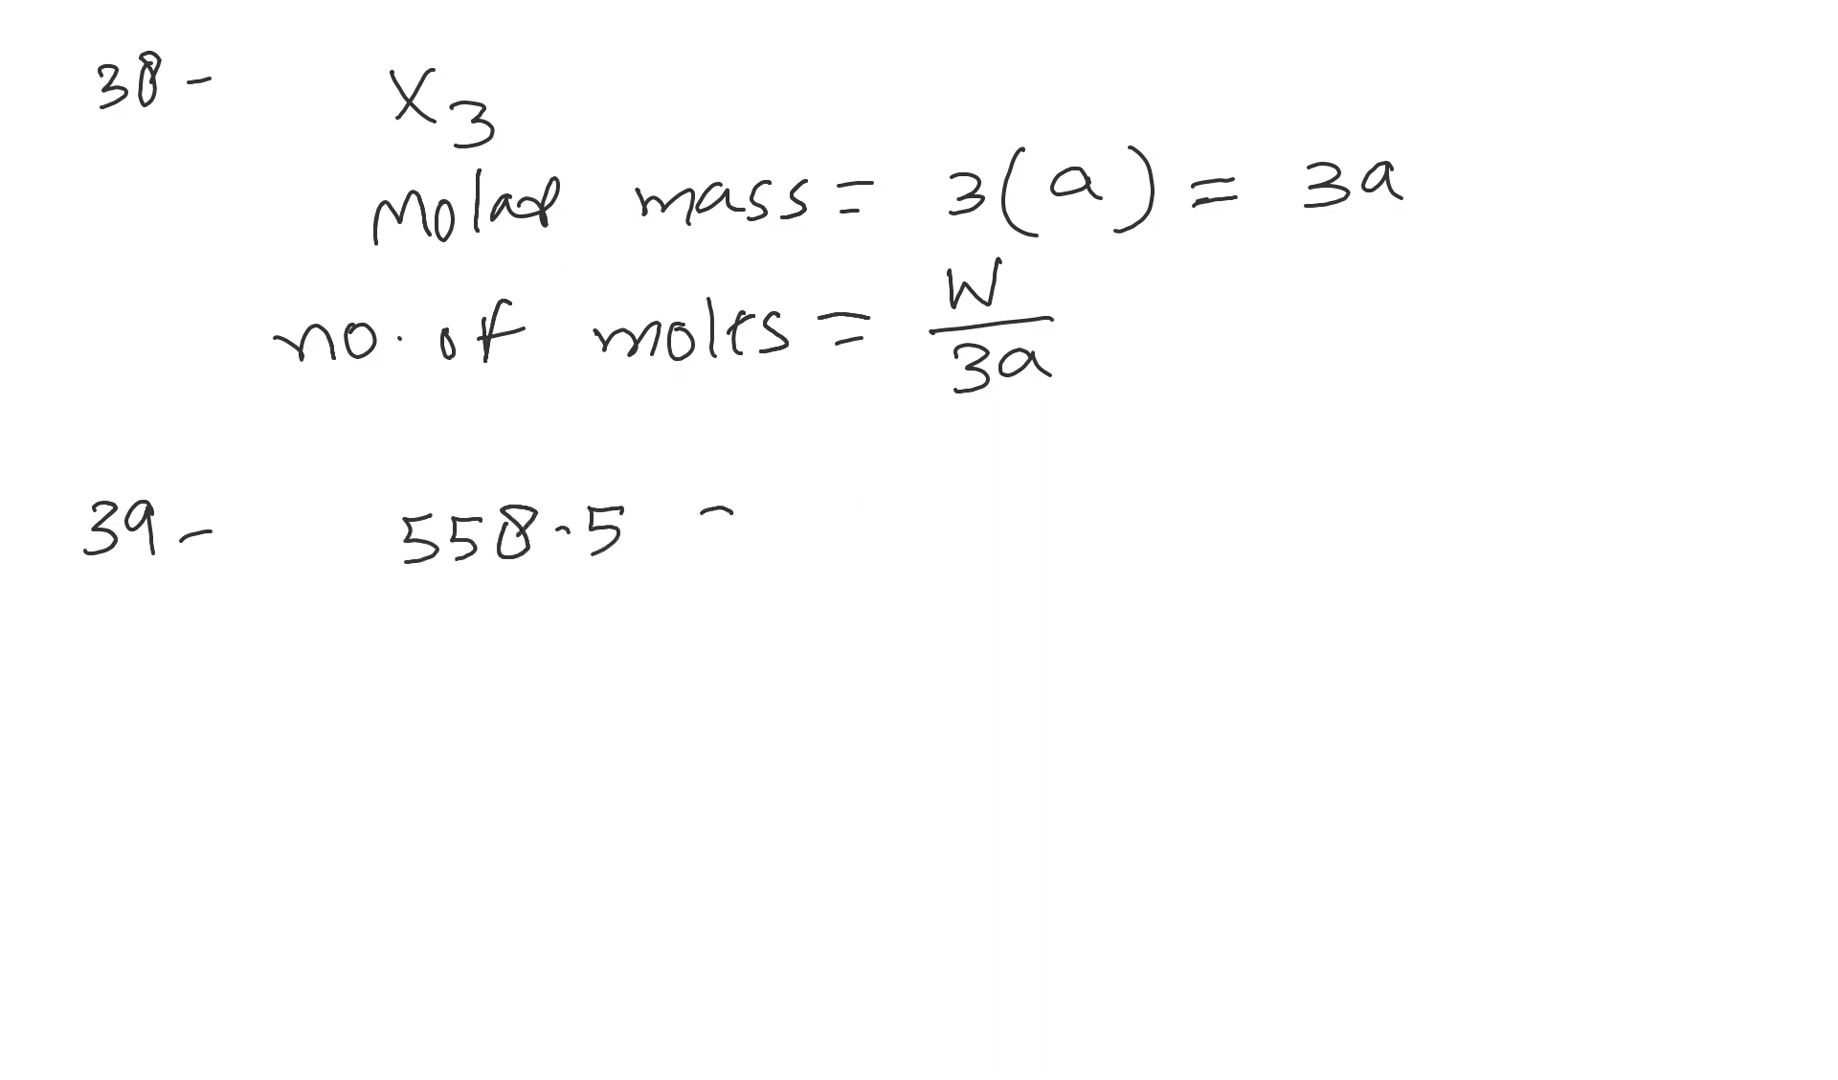 38-
X₃
Molar mass = 3(a) = 3a
no. of moles = W/3a
39- 558.5 -